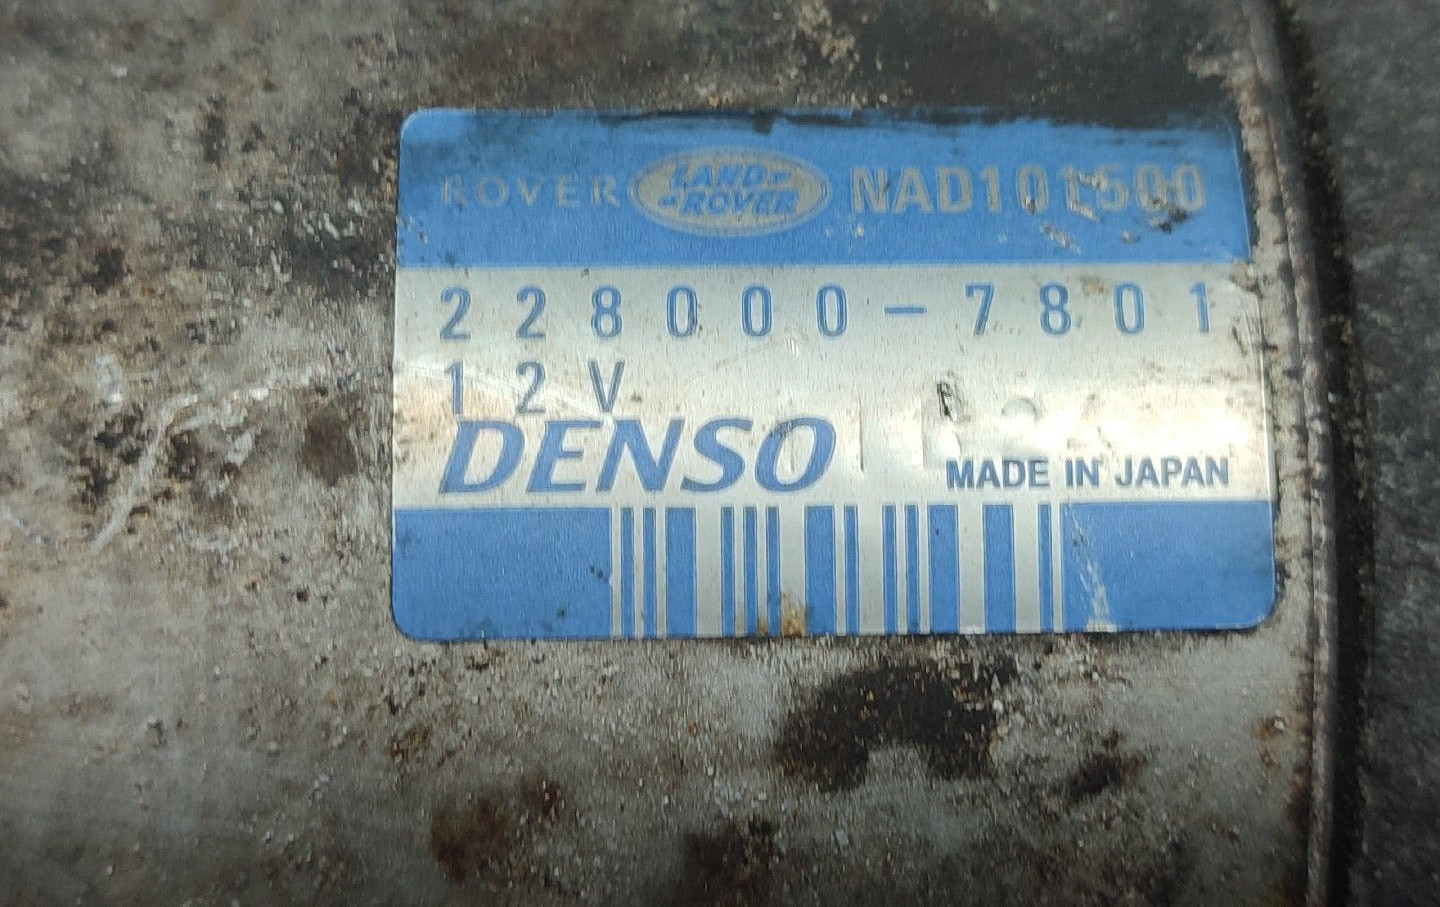 ROVER LAND ROVER NAD101500
228000-7801
12V
DENSO MADE IN JAPAN